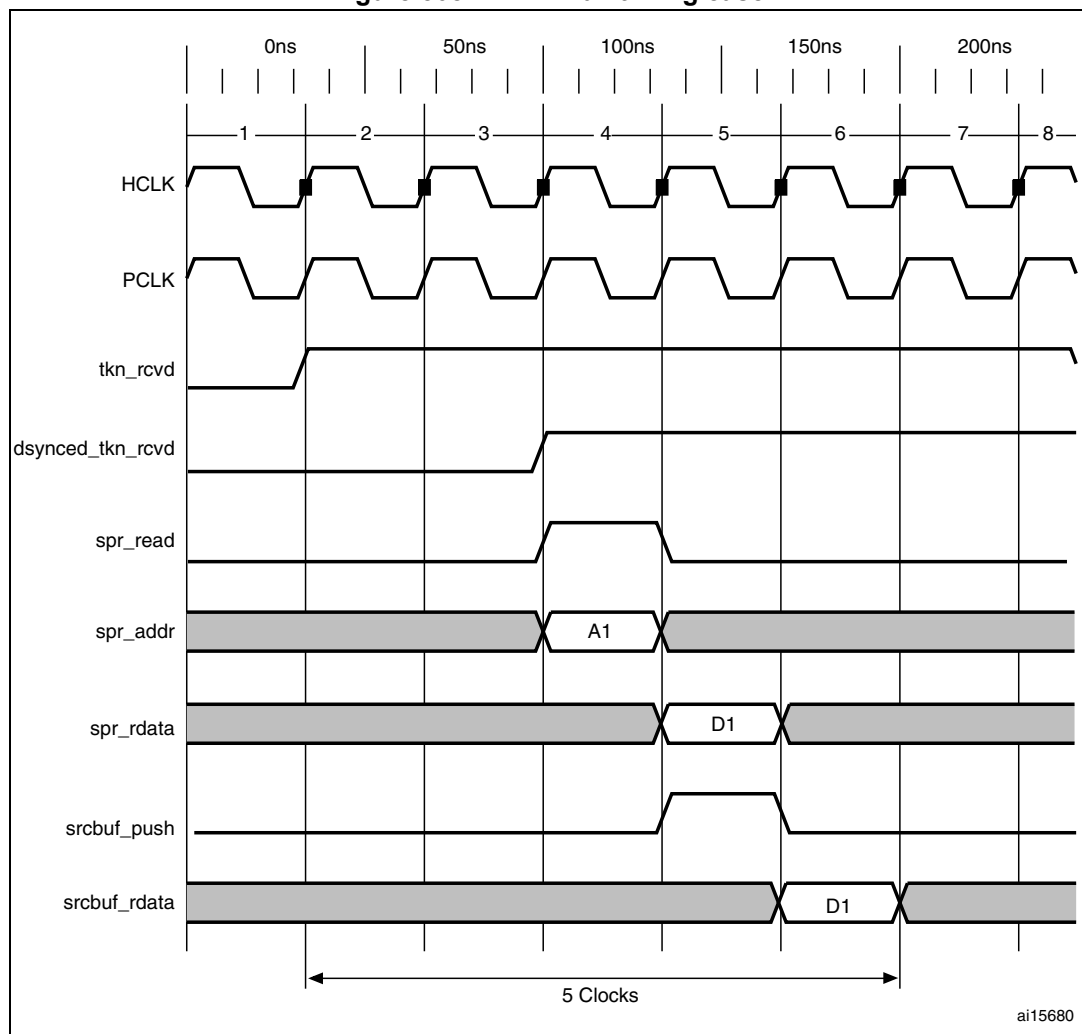 0ns 50ns 100ns 150ns 200ns
1 2 3 4 5 6 7 8
HCLK
PCLK
tkn_rcvd
dsynced_tkn_rcvd
spr_read
spr_addr A1
spr_rdata D1
srcbuf_push
srcbuf_rdata D1
5 Clocks
ai15680